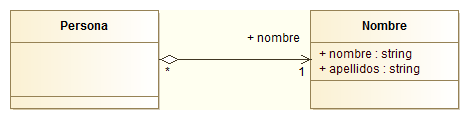 Persona
Nombre
+ nombre
+ nombre : string
+ apellidos : string
*
1